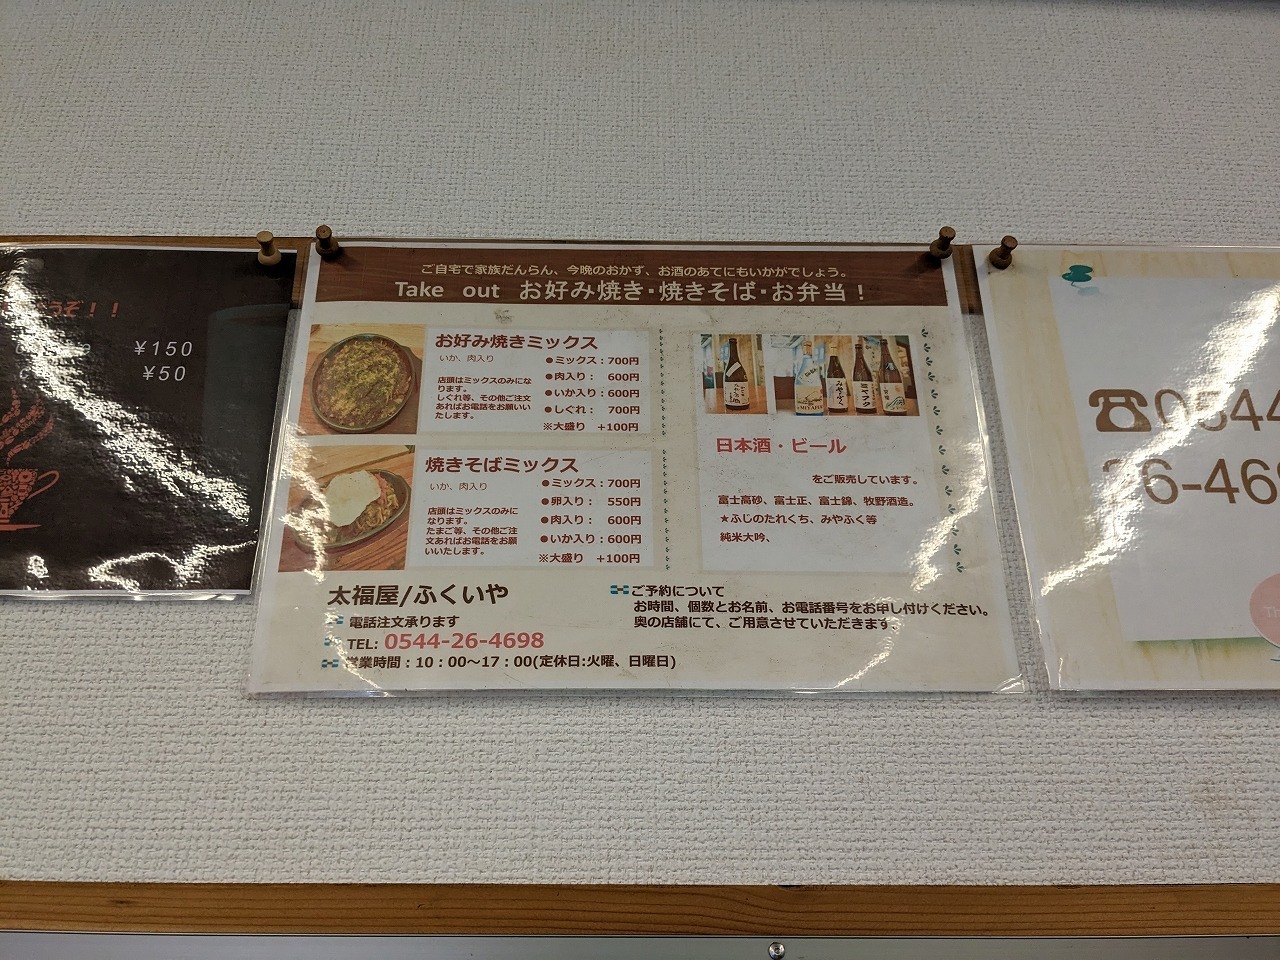 ¥150
¥50
ご自宅で家族だんらん、今晩のおかず、お酒のあてにもいかがでしょう。
Take out お好み焼き・焼きそば・お弁当！
お好み焼きミックス
いか、肉入り
店頭はミックスのみにな
ります。
しぐれ等、その他ご注文
あればお電話をお願いい
たします。
●ミックス：700円
●肉入り： 600円
●いか入り：600円
●しぐれ： 700円
※大盛り +100円
焼きそばミックス
いか、肉入り
店頭はミックスのみに
になります。
たまご等、その他ご注
文あればお電話をお願
いいたします。
●ミックス：700円
●卵入り： 550円
●肉入り： 600円
●いか入り：600円
※大盛り +100円
日本酒・ビール
をご販売しています。
富士高砂、富士正、富士錦、牧野酒造。
★ふじのたれくち、みやふく等
純米大吟、
太福屋/ふくいや
電話注文承ります
TEL: 0544-26-4698
営業時間：10：00～17：00(定休日:火曜、日曜日)
ご予約について
お時間、個数とお名前、お電話番号をお申し付けください。
奥の店舗にて、ご用意させていただきます。
☎0544
26-46